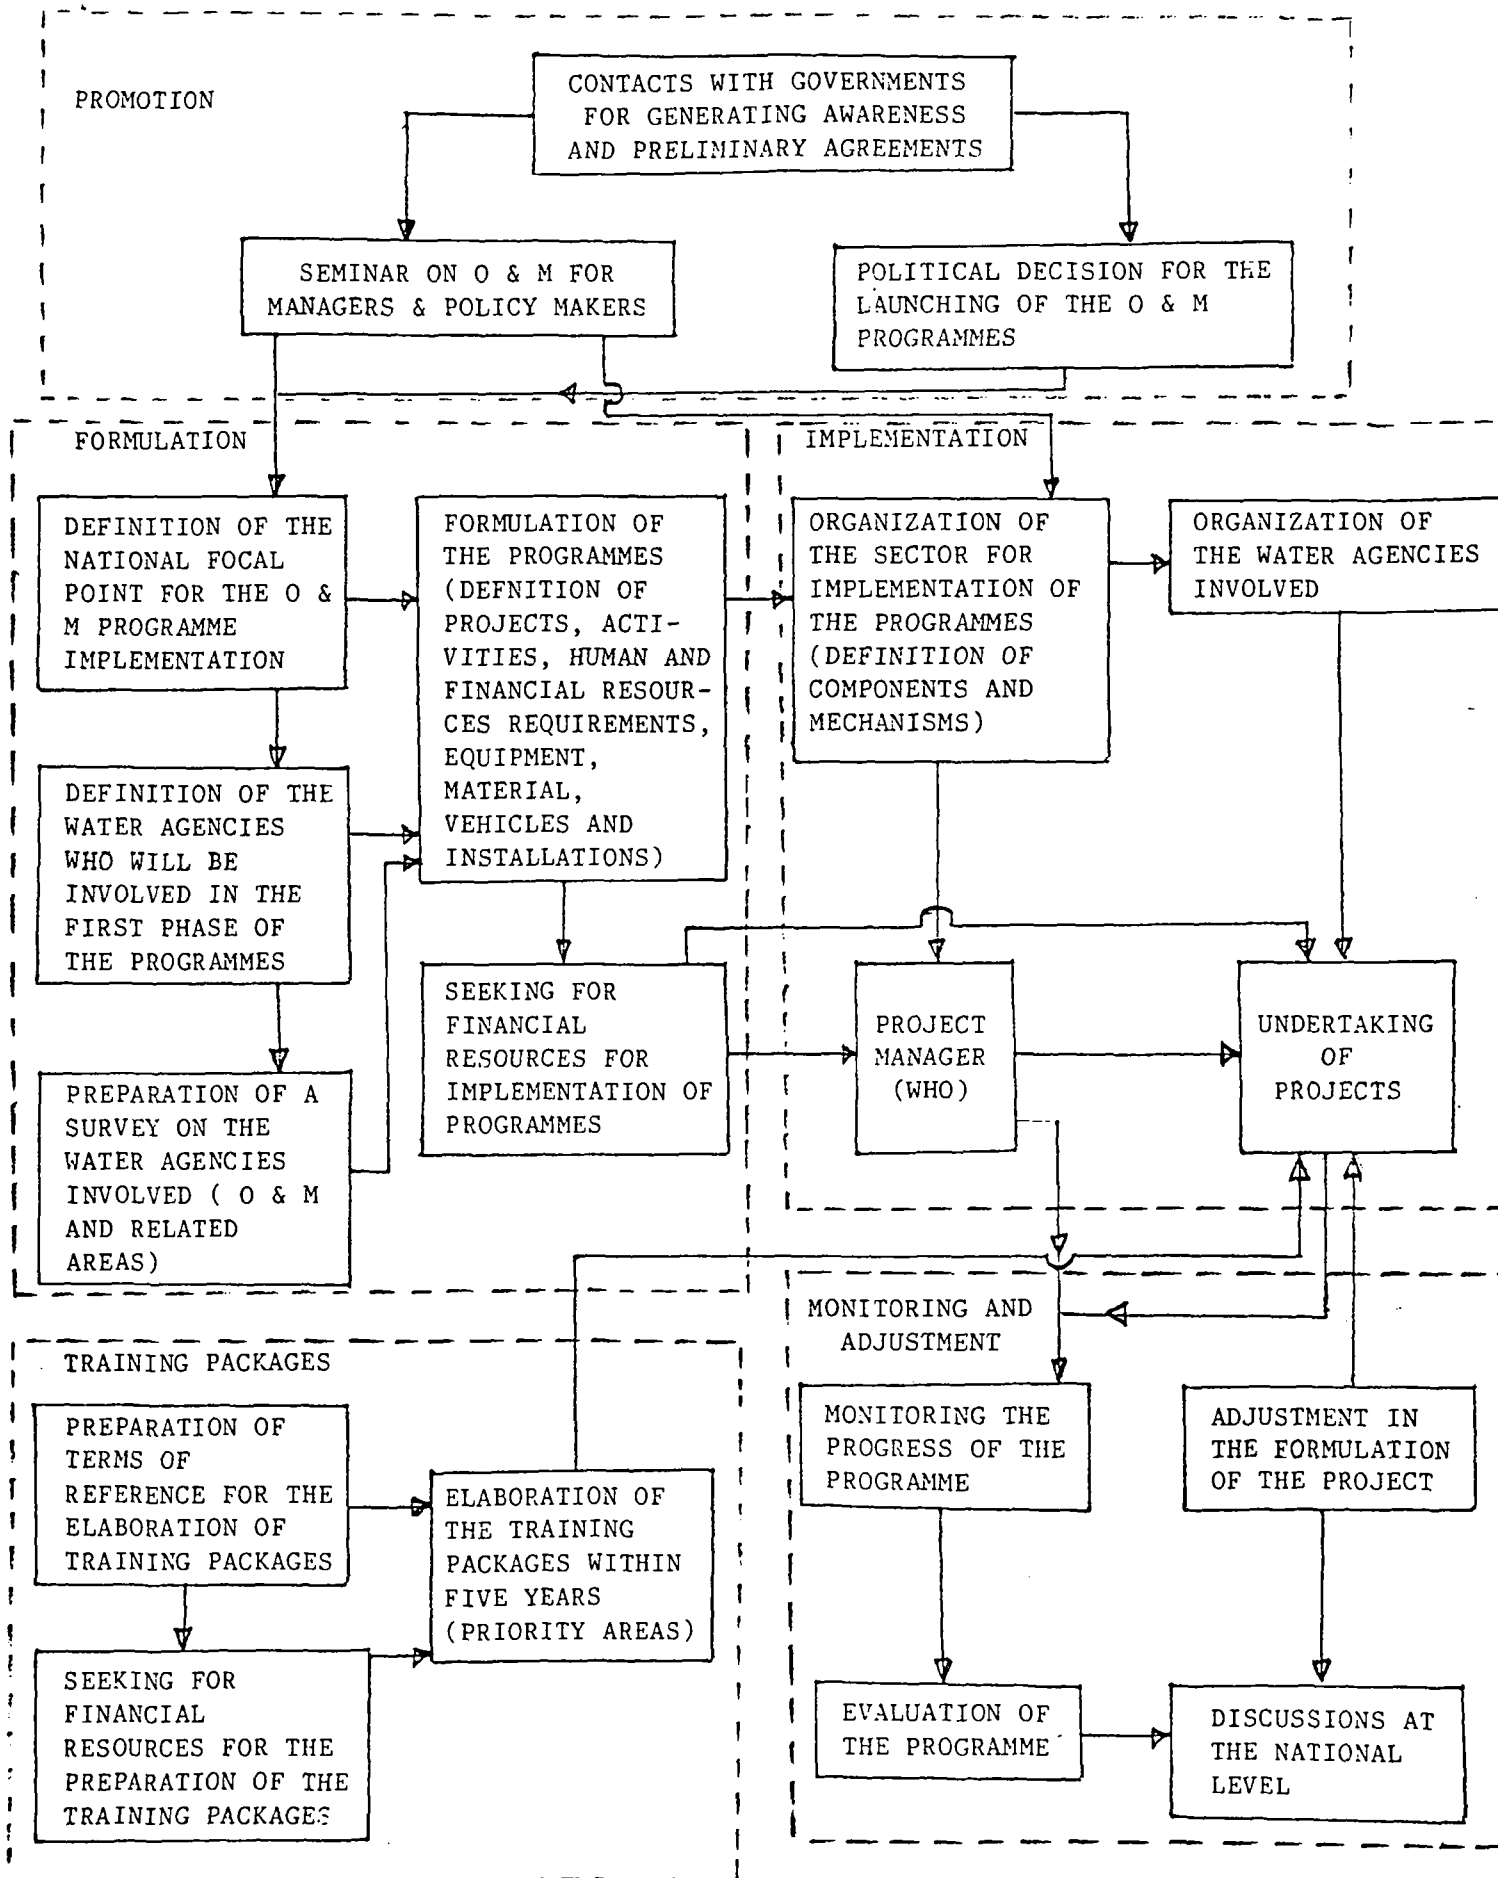 PROMOTION
CONTACTS WITH GOVERNMENTS
FOR GENERATING AWARENESS
AND PRELIMINARY AGREEMENTS
SEMINAR ON O & M FOR
MANAGERS & POLICY MAKERS
POLITICAL DECISION FOR THE
LAUNCHING OF THE O & M
PROGRAMMES
FORMULATION
DEFINITION OF THE
NATIONAL FOCAL
POINT FOR THE O &
M PROGRAMME
IMPLEMENTATION
FORMULATION OF
THE PROGRAMMES
(DEFNITION OF
PROJECTS, ACTI-
VITIES, HUMAN AND
FINANCIAL RESOUR-
CES REQUIREMENTS,
EQUIPMENT,
MATERIAL,
VEHICLES AND
INSTALLATIONS)
DEFINITION OF THE
WATER AGENCIES
WHO WILL BE
INVOLVED IN THE
FIRST PHASE OF
THE PROGRAMMES
SEEKING FOR
FINANCIAL
RESOURCES FOR
IMPLEMENTATION OF
PROGRAMMES
PREPARATION OF A
SURVEY ON THE
WATER AGENCIES
INVOLVED ( O & M
AND RELATED
AREAS)
IMPLEMENTATION
ORGANIZATION OF
THE SECTOR FOR
IMPLEMENTATION OF
THE PROGRAMMES
(DEFINITION OF
COMPONENTS AND
MECHANISMS)
ORGANIZATION OF
THE WATER AGENCIES
INVOLVED
PROJECT
MANAGER
(WHO)
UNDERTAKING
OF
PROJECTS
TRAINING PACKAGES
PREPARATION OF
TERMS OF
REFERENCE FOR THE
ELABORATION OF
TRAINING PACKAGES
ELABORATION OF
THE TRAINING
PACKAGES WITHIN
FIVE YEARS
(PRIORITY AREAS)
SEEKING FOR
FINANCIAL
RESOURCES FOR THE
PREPARATION OF THE
TRAINING PACKAGES
MONITORING AND
ADJUSTMENT
MONITORING THE
PROGRESS OF THE
PROGRAMME
ADJUSTMENT IN
THE FORMULATION
OF THE PROJECT
EVALUATION OF
THE PROGRAMME
DISCUSSIONS AT
THE NATIONAL
LEVEL